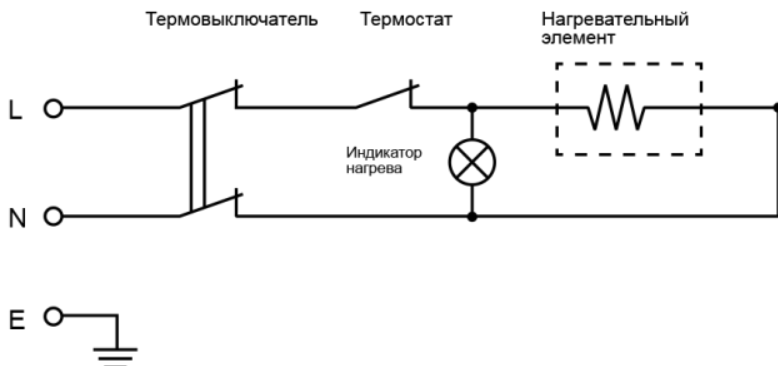 Термовыключатель
Термостат
Нагревательный
элемент
L
Индикатор
нагрева
N
E